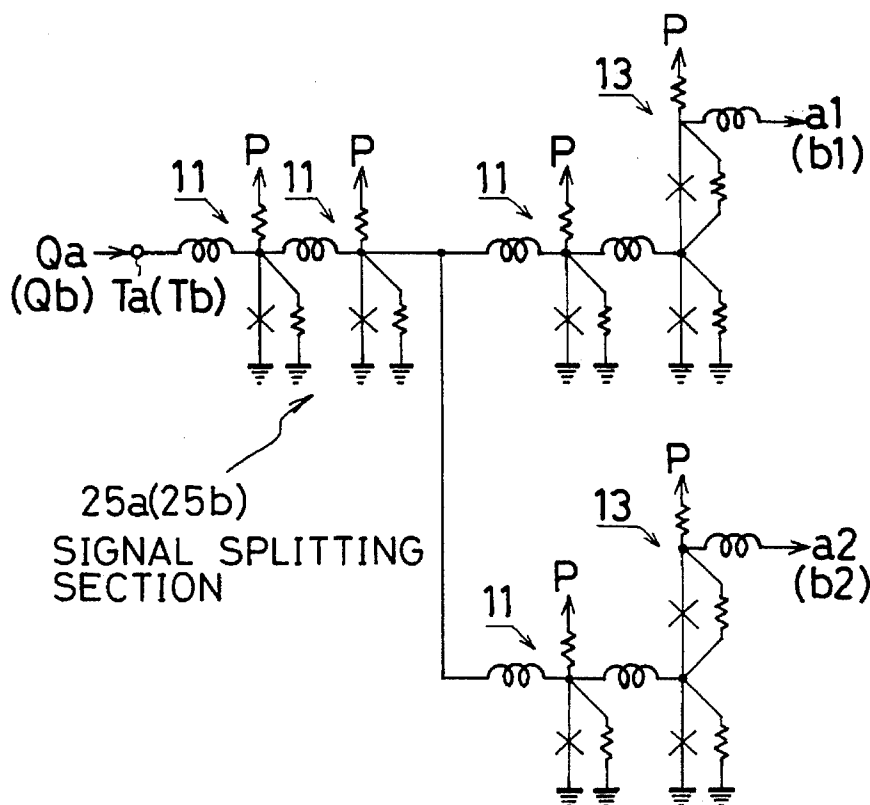 P
13
a1
(b1)
P
P
P
11
11
11
Qa
(Qb)
Ta(Tb)
25a(25b)
SIGNAL SPLITTING
SECTION
P
13
a2
(b2)
P
11